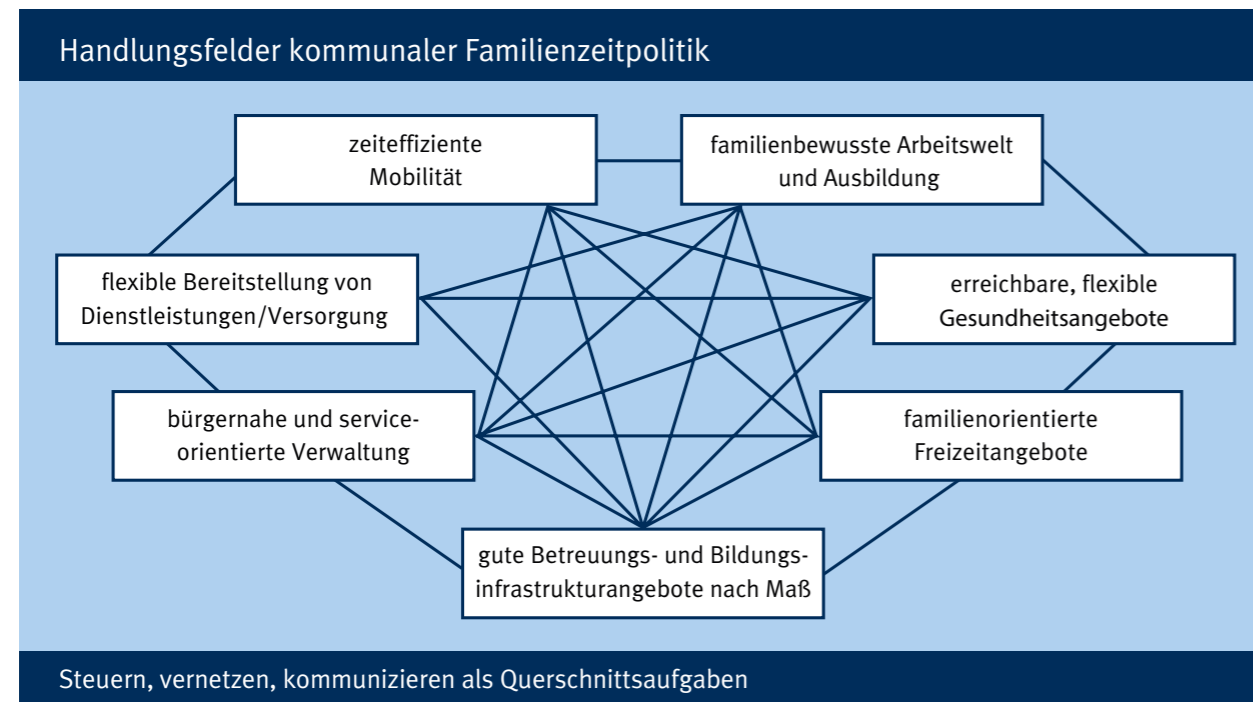 Handlungsfelder kommunaler Familienzeitpolitik
zeiteffiziente
Mobilität
familienbewusste Arbeitswelt
und Ausbildung
flexible Bereitstellung von
Dienstleistungen/Versorgung
erreichbare, flexible
Gesundheitsangebote
bürgernahe und service-
orientierte Verwaltung
familienorientierte
Freizeitangebote
gute Betreuungs- und Bildungs-
infrastrukturangebote nach Maß
Steuern, vernetzen, kommunizieren als Querschnittsaufgaben